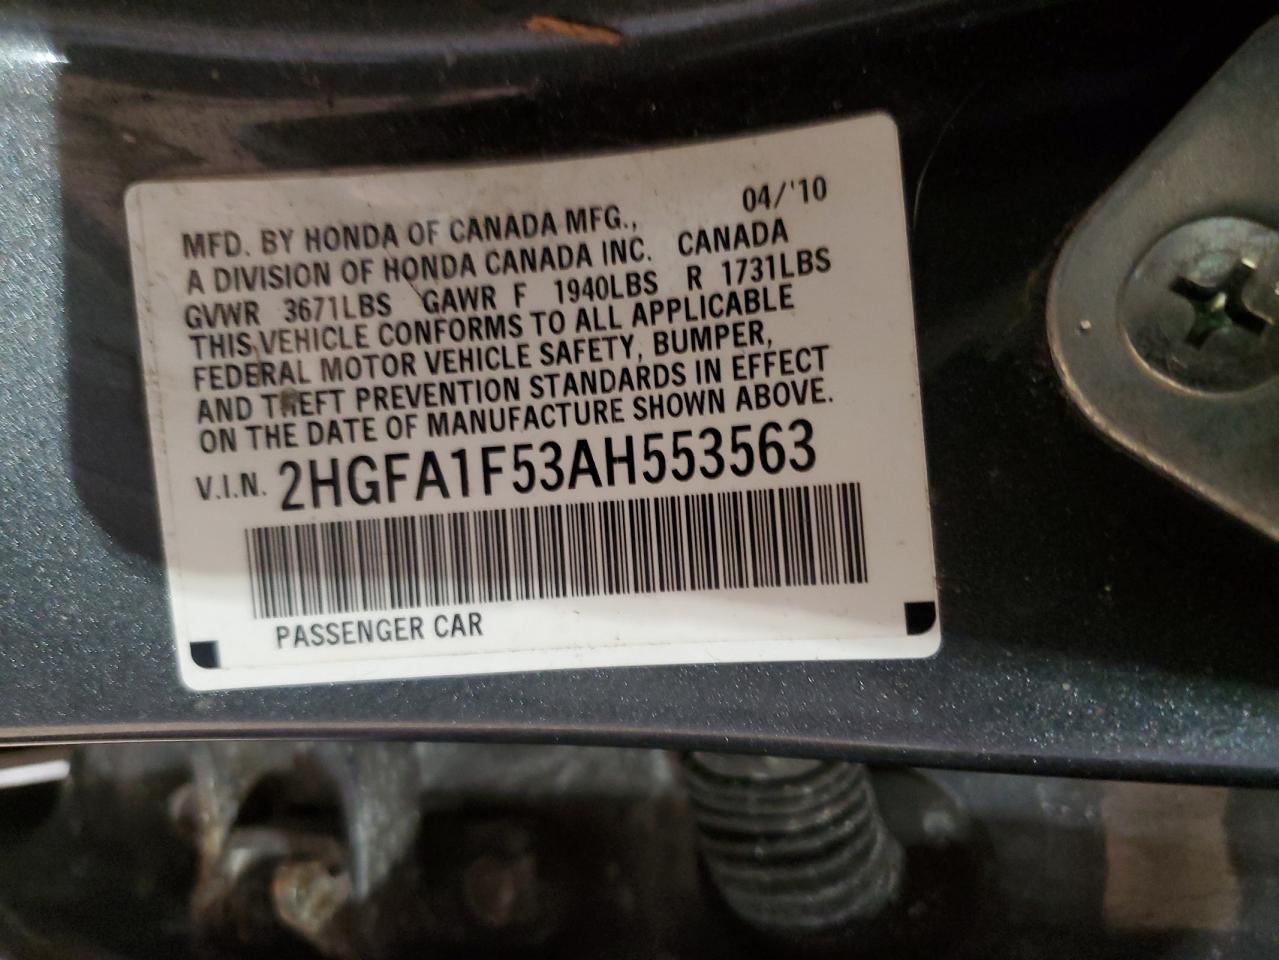 04/'10
MFD. BY HONDA OF CANADA MFG.,
A DIVISION OF HONDA CANADA INC. CANADA
GVWR 3671LBS GAWR F 1940LBS R 1731LBS
THIS VEHICLE CONFORMS TO ALL APPLICABLE
FEDERAL MOTOR VEHICLE SAFETY, BUMPER,
AND THEFT PREVENTION STANDARDS IN EFFECT
ON THE DATE OF MANUFACTURE SHOWN ABOVE.
V.I.N. 2HGFA1F53AH553563
PASSENGER CAR